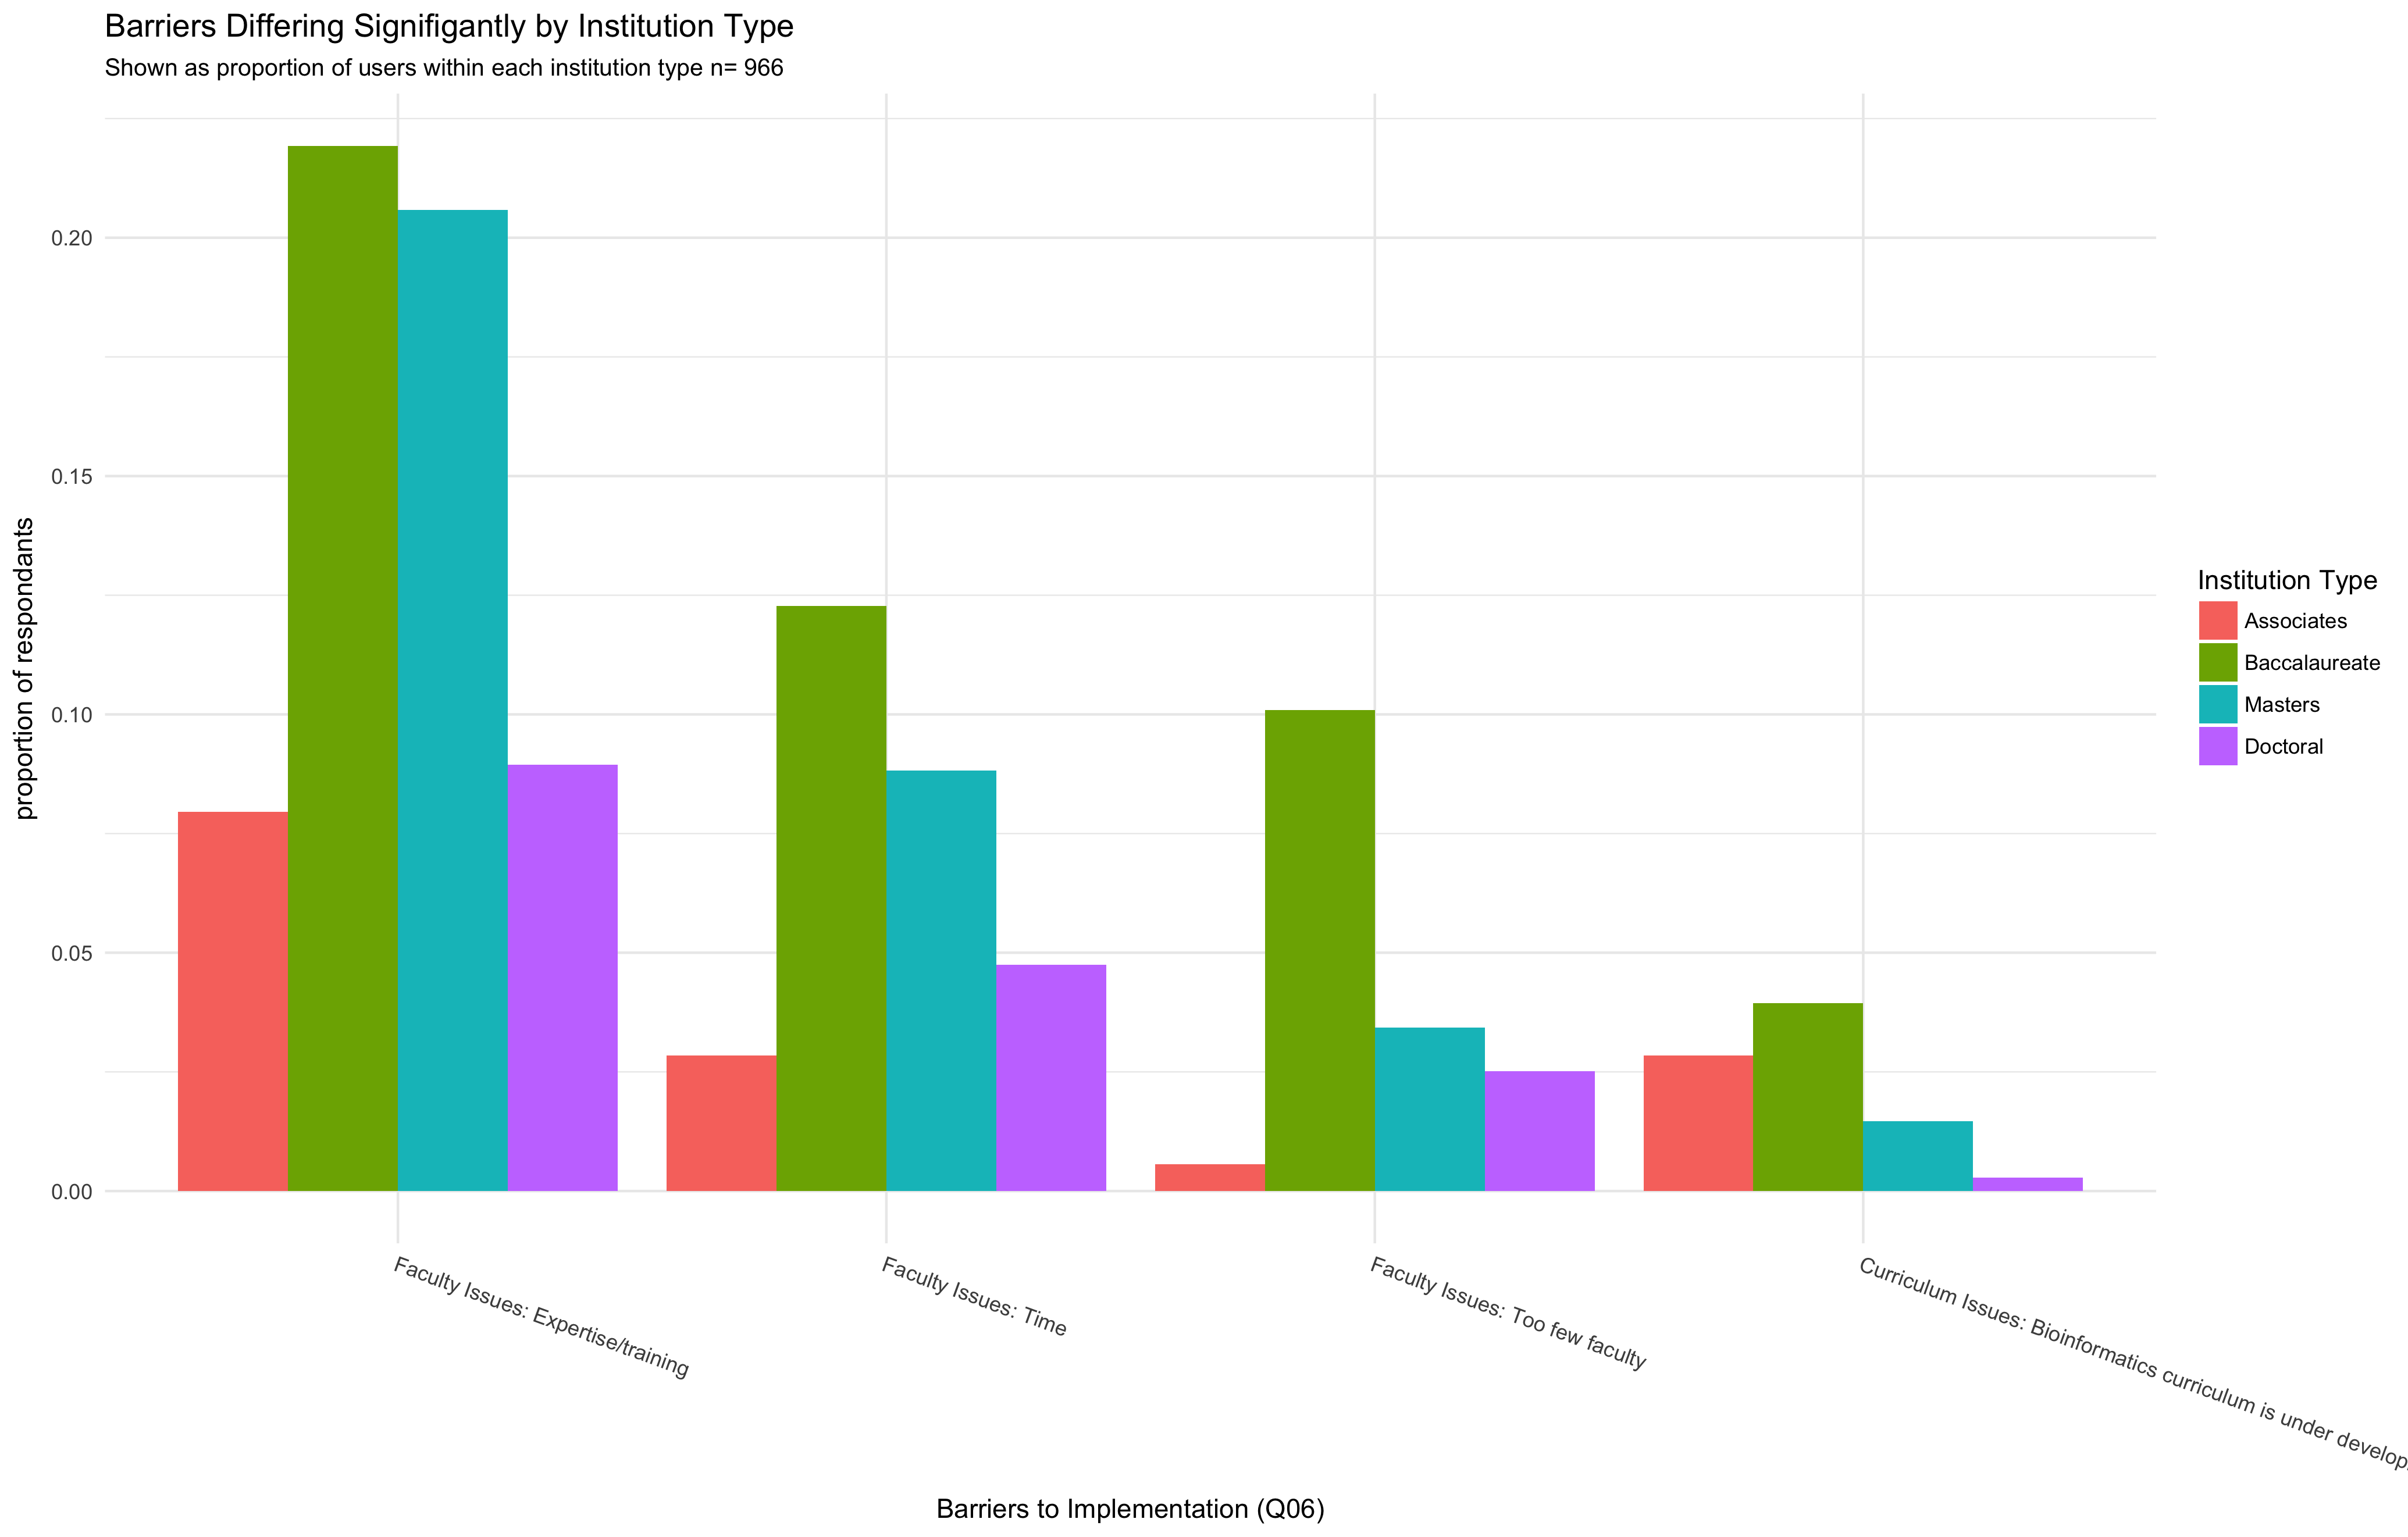 Barriers Differing Signifigantly by Institution Type
Shown as proportion of users within each institution type n= 966
proportion of respondants
0.20
0.15
0.10
0.05
0.00
Institution Type
Associates
Baccalaureate
Masters
Doctoral
Faculty Issues: Expertise/training
Faculty Issues: Time
Faculty Issues: Too few faculty
Curriculum Issues: Bioinformatics curriculum is under develop
Barriers to Implementation (Q06)